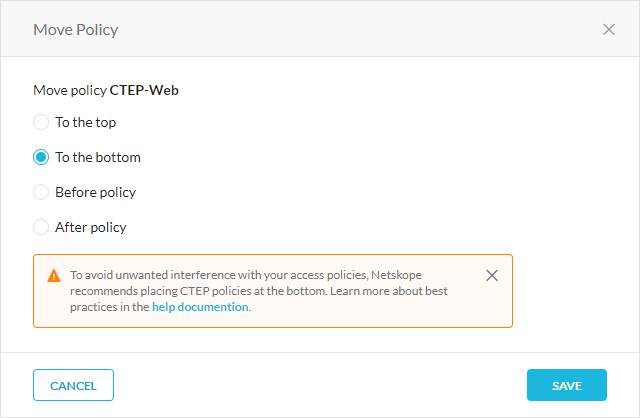 Move Policy
Move policy CTEP-Web
To the top
To the bottom
Before policy
After policy
To avoid unwanted interference with your access policies, Netskope
recommends placing CTEP policies at the bottom. Learn more about best
practices in the help documention.
CANCEL
SAVE